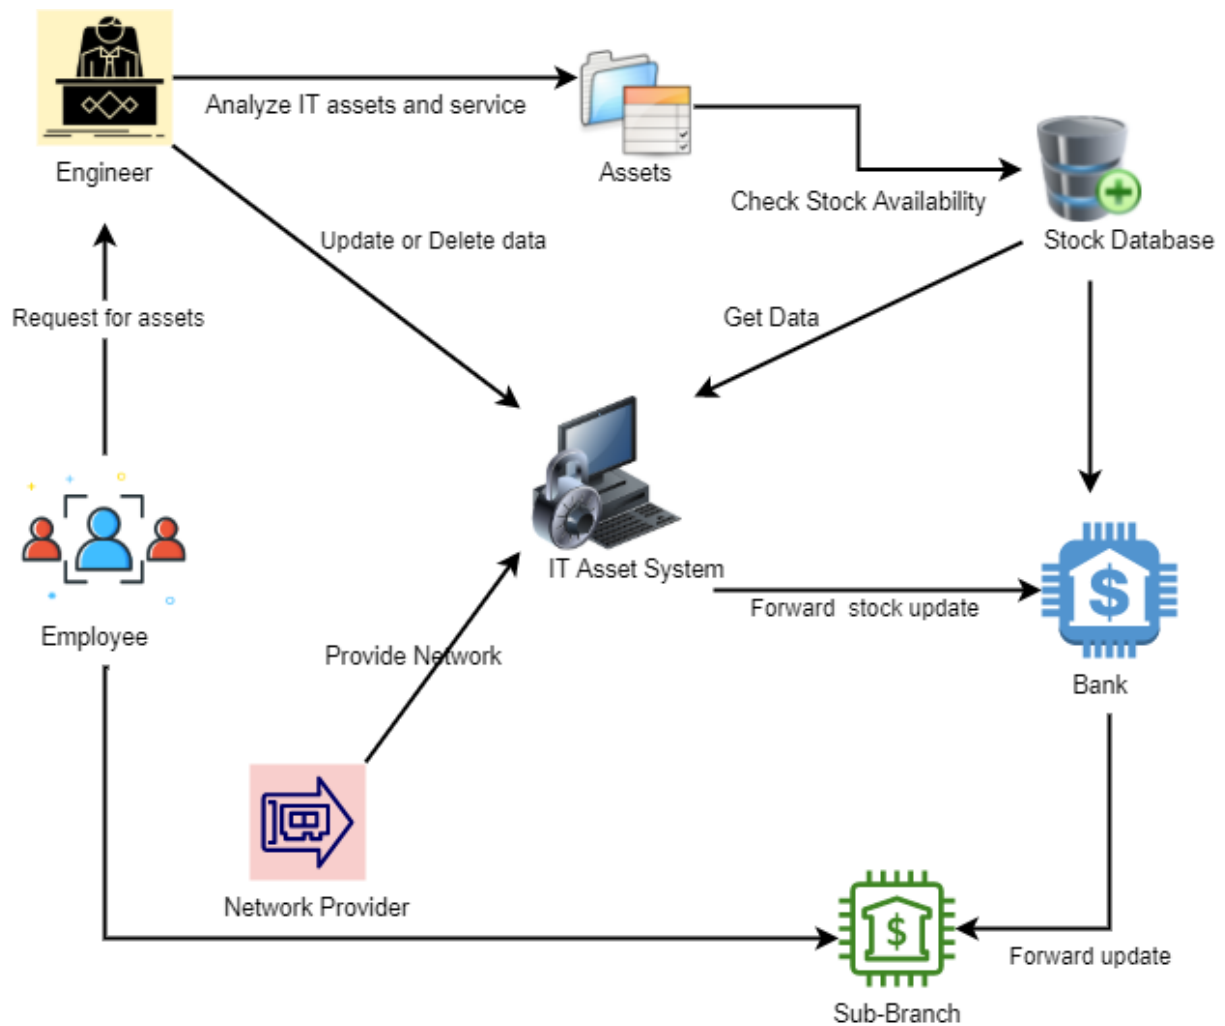 Analyze IT assets and service
Engineer
Assets
Check Stock Availability
Update or Delete data
Stock Database
Request for assets
Get Data
IT Asset System
Forward stock update
Employee
Provide Network
$
Bank
Network Provider
$
Forward update
Sub-Branch